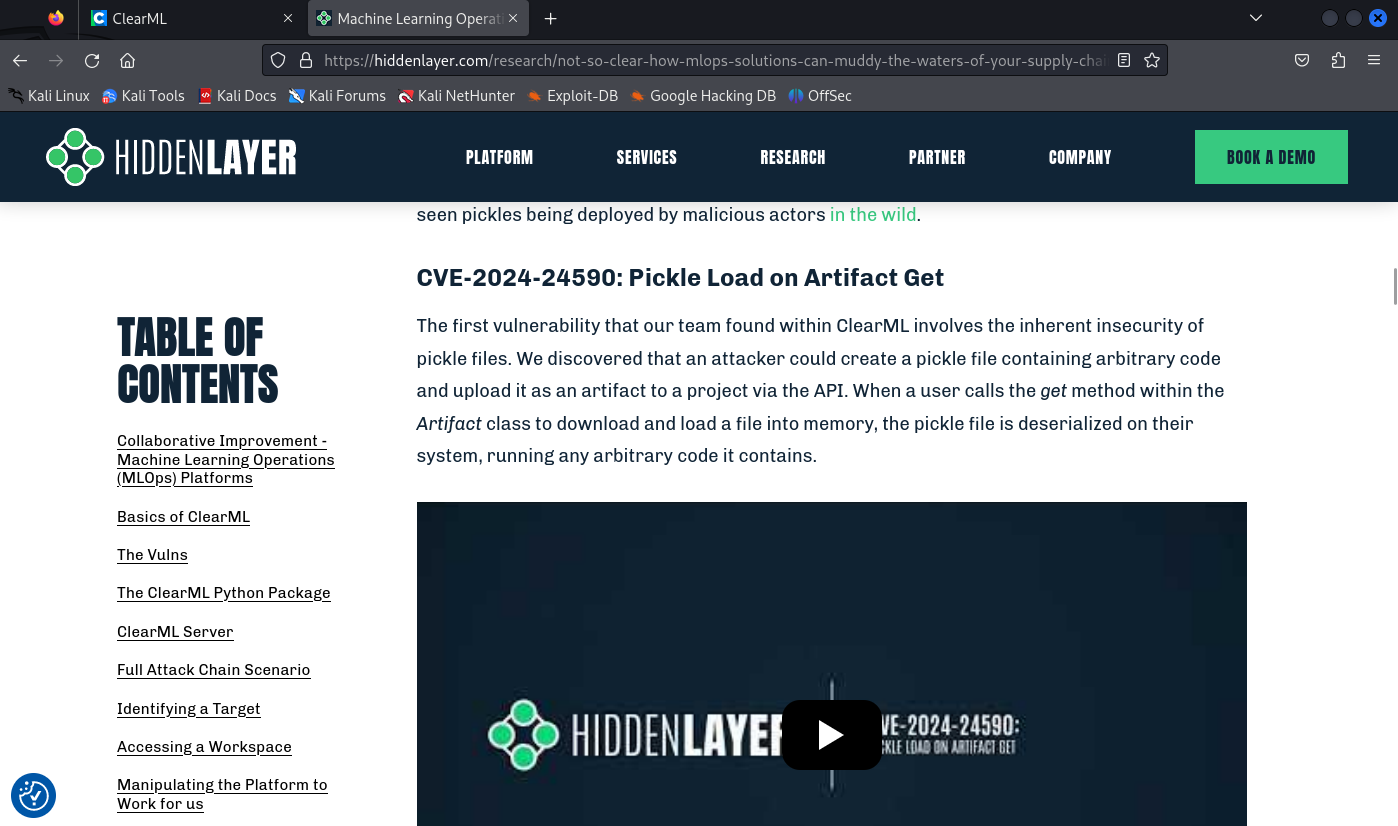 ClearML
Machine Learning Operati
https://hiddenlayer.com/research/not-so-clear-how-mlops-solutions-can-muddy-the-waters-of-your-supply-chai
Kali Linux Kali Tools Kali Docs Kali Forums Kali NetHunter Exploit-DB Google Hacking DB OffSec
HIDDENLAYER
PLATFORM SERVICES RESEARCH PARTNER COMPANY BOOK A DEMO
seen pickles being deployed by malicious actors in the wild.
CVE-2024-24590: Pickle Load on Artifact Get
The first vulnerability that our team found within ClearML involves the inherent insecurity of
pickle files. We discovered that an attacker could create a pickle file containing arbitrary code
and upload it as an artifact to a project via the API. When a user calls the get method within the
Artifact class to download and load a file into memory, the pickle file is deserialized on their
system, running any arbitrary code it contains.
TABLE OF
CONTENTS
Collaborative Improvement -
Machine Learning Operations
(MLOps) Platforms
Basics of ClearML
The Vulns
The ClearML Python Package
ClearML Server
Full Attack Chain Scenario
Identifying a Target
Accessing a Workspace
Manipulating the Platform to
Work for us
HIDDENLAYER
VE-2024-24590:
CKLE LOAD ON ARTIFACT GET